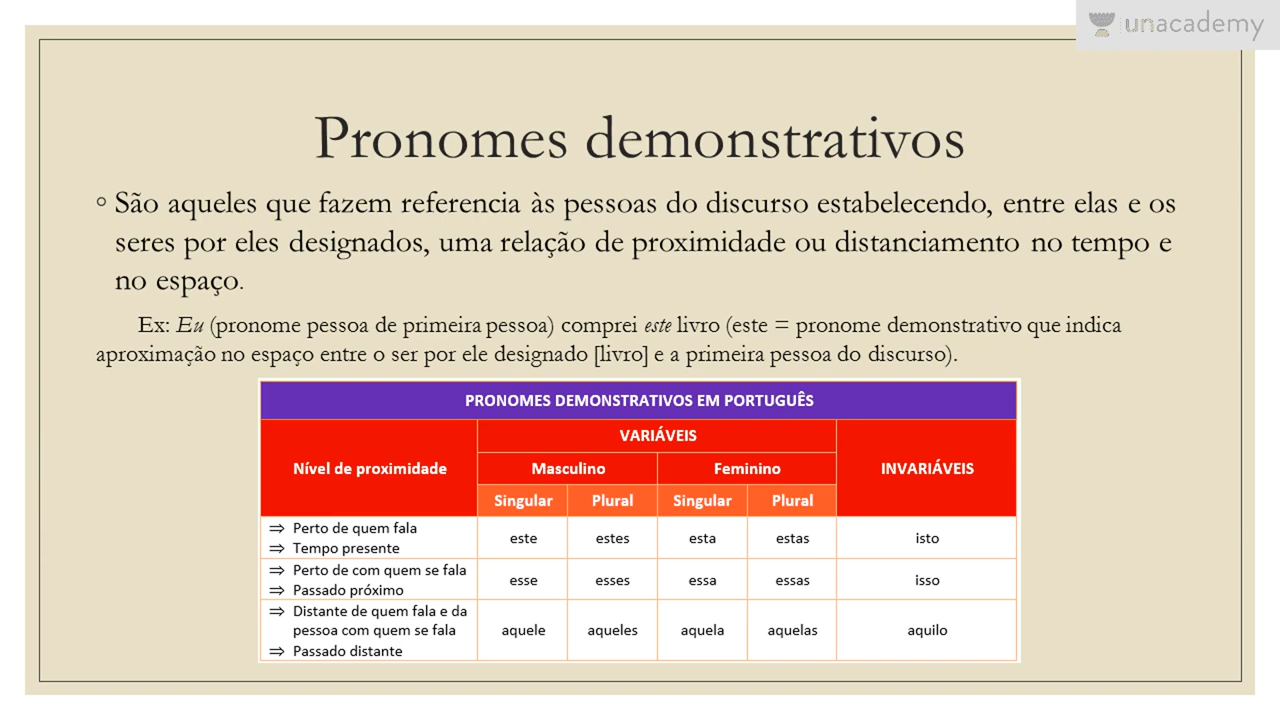 unacademy
Pronomes demonstrativos
◦ São aqueles que fazem referencia às pessoas do discurso estabelecendo, entre elas e os
seres por eles designados, uma relação de proximidade ou distanciamento no tempo e
no espaço.
Ex: Eu (pronome pessoa de primeira pessoa) comprei este livro (este = pronome demonstrativo que indica
aproximação no espaço entre o ser por ele designado [livro] e a primeira pessoa do discurso).
PRONOMES DEMONSTRATIVOS EM PORTUGUÊS
Nível de proximidade
VARIÁVEIS
INVARIÁVEIS
Masculino Feminino
Singular Plural Singular Plural
⇒ Perto de quem fala
⇒ Tempo presente
este estes esta estas isto
⇒ Perto de com quem se fala
⇒ Passado próximo
esse esses essa essas isso
⇒ Distante de quem fala e da
pessoa com quem se fala
⇒ Passado distante
aquele aqueles aquela aquelas aquilo